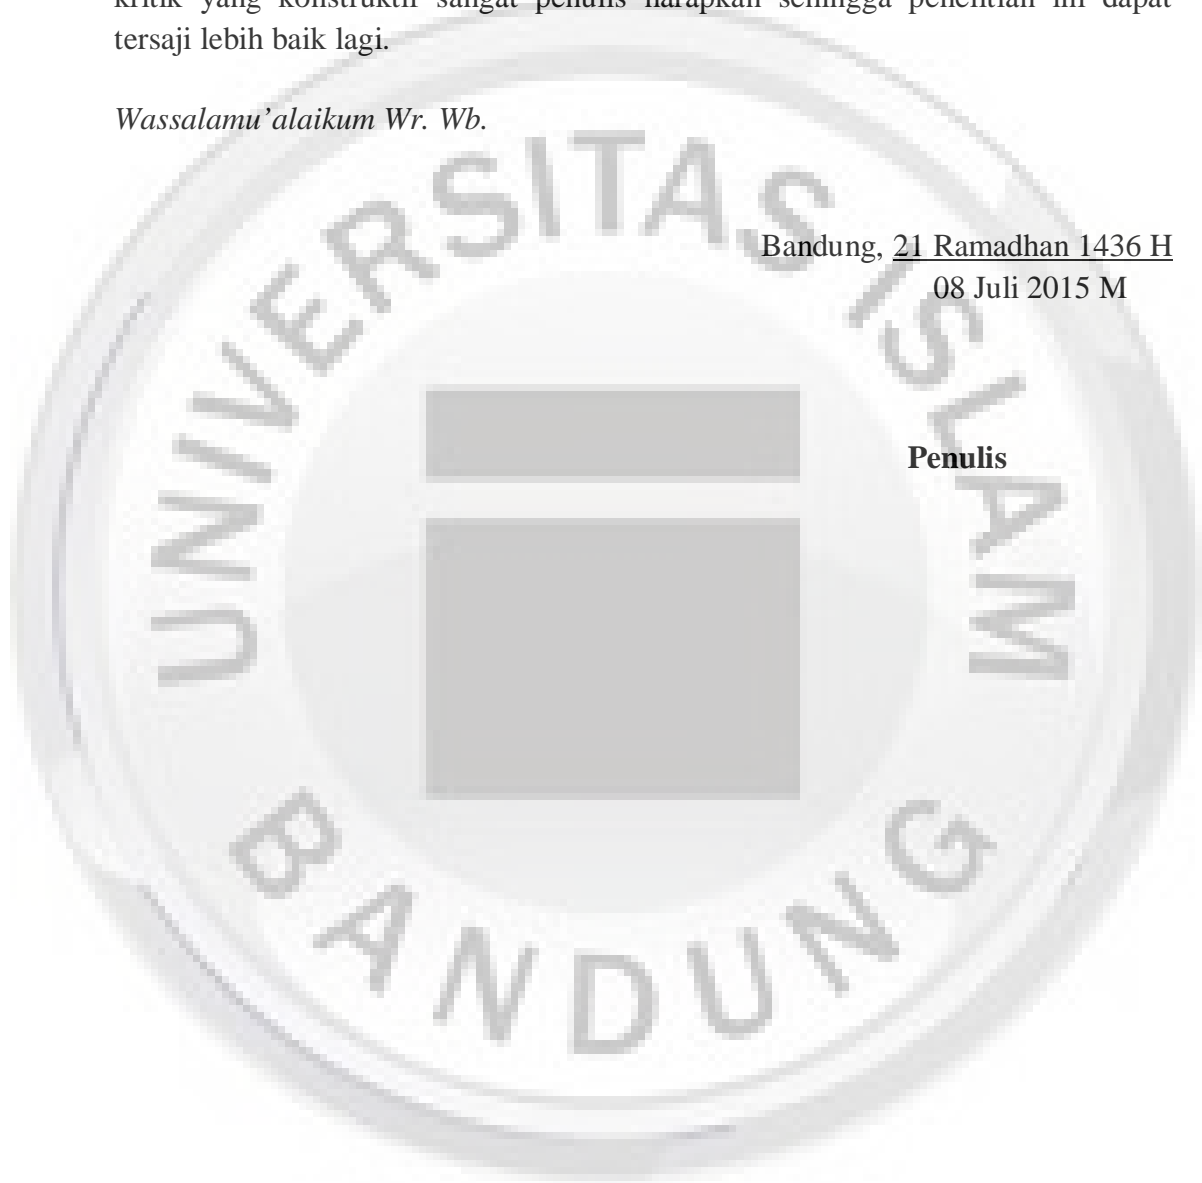 kritik yang konstruktif sangat penulis harapkan sehingga penelitian ini dapat
tersaji lebih baik lagi.
Wassalamu’alaikum Wr. Wb.
Bandung, 21 Ramadhan 1436 H
08 Juli 2015 M
Penulis
UNIVERSITAS ISLAM
BANDUNG